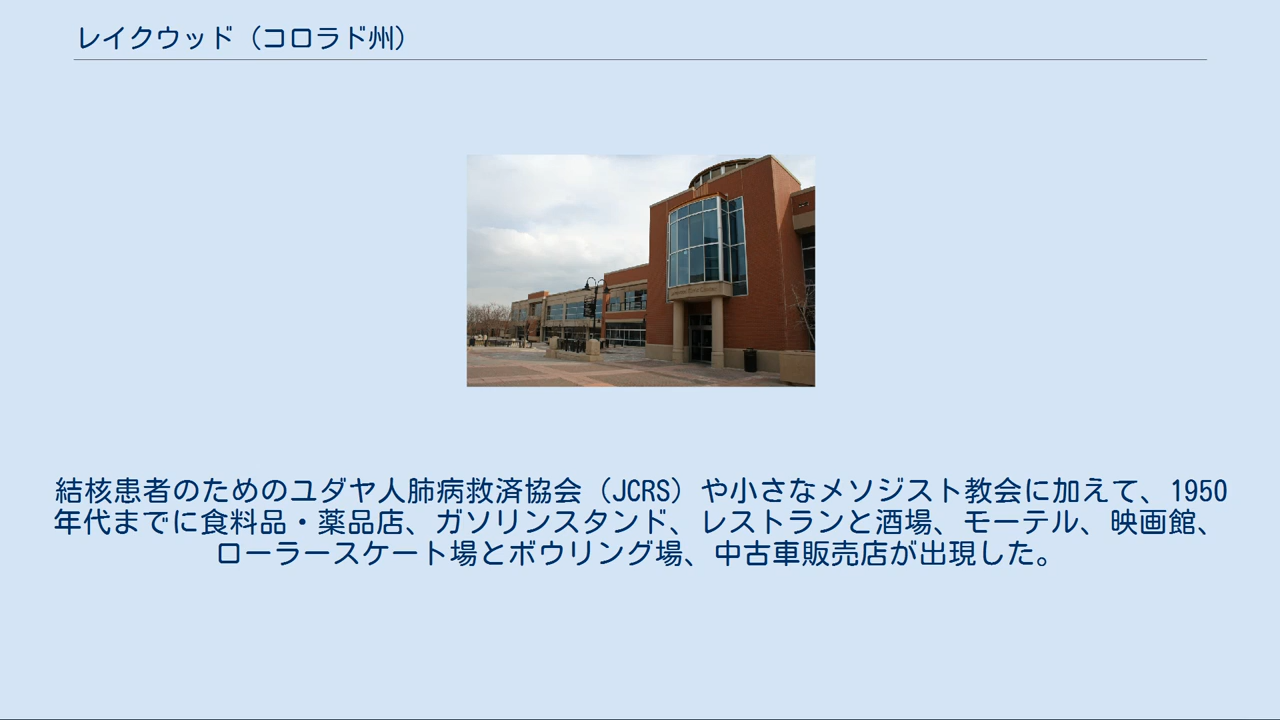 レイクウッド（コロラド州）
結核患者のためのユダヤ人肺病救済協会（JCRS）や小さなメソジスト教会に加えて、1950
年代までに食料品・薬品店、ガソリンスタンド、レストランと酒場、モーテル、映画館、
ローラースケート場とボウリング場、中古車販売店が出現した。